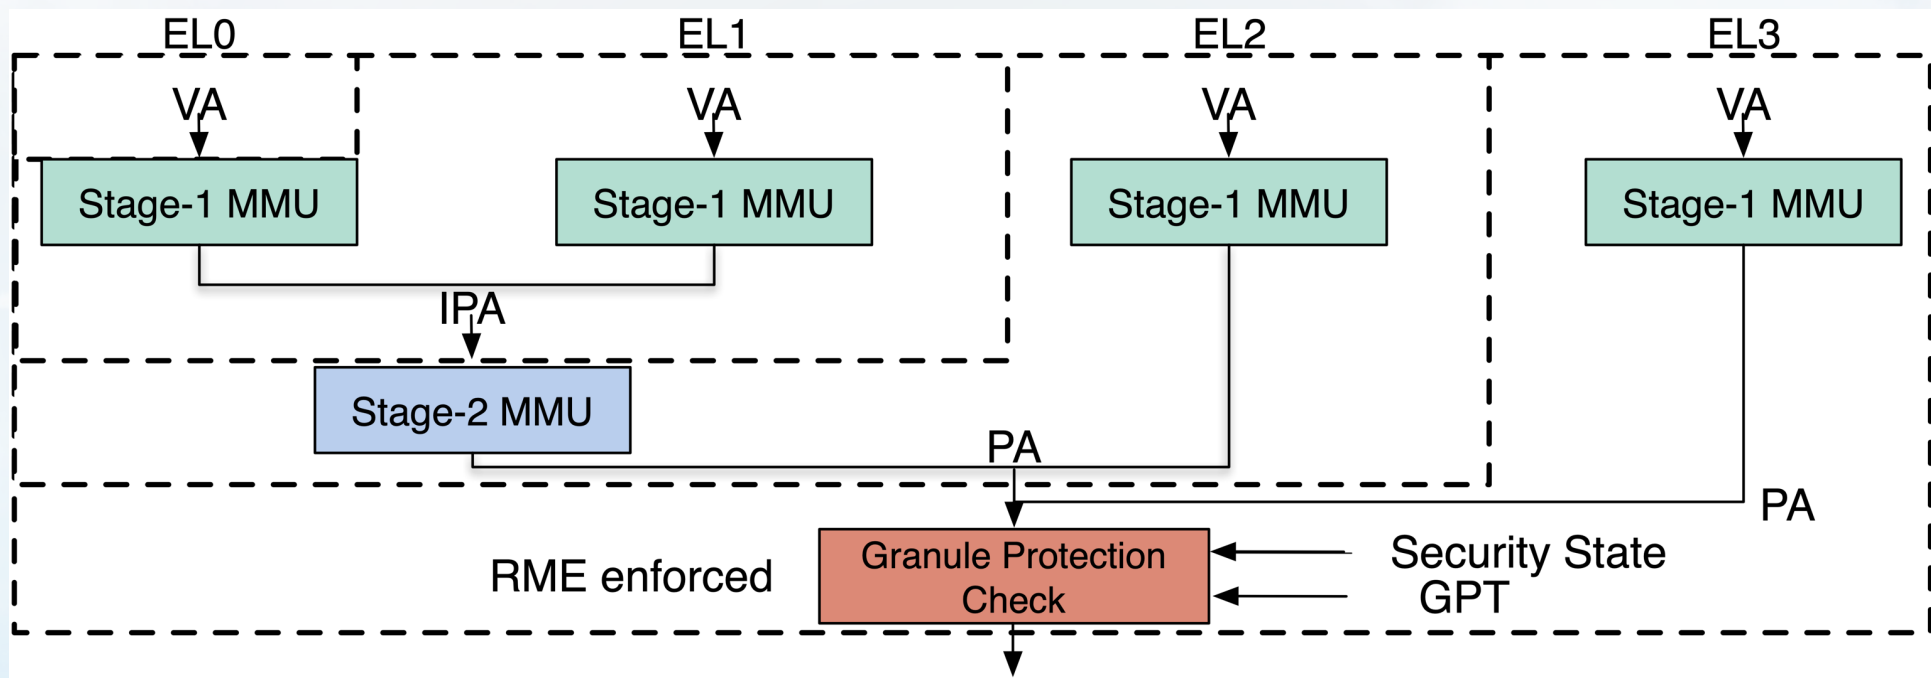 EL0
EL1
EL2
EL3
VA
VA
VA
VA
Stage-1 MMU
Stage-1 MMU
Stage-1 MMU
Stage-1 MMU
IPA
Stage-2 MMU
PA
PA
RME enforced
Granule Protection
Check
Security State
GPT